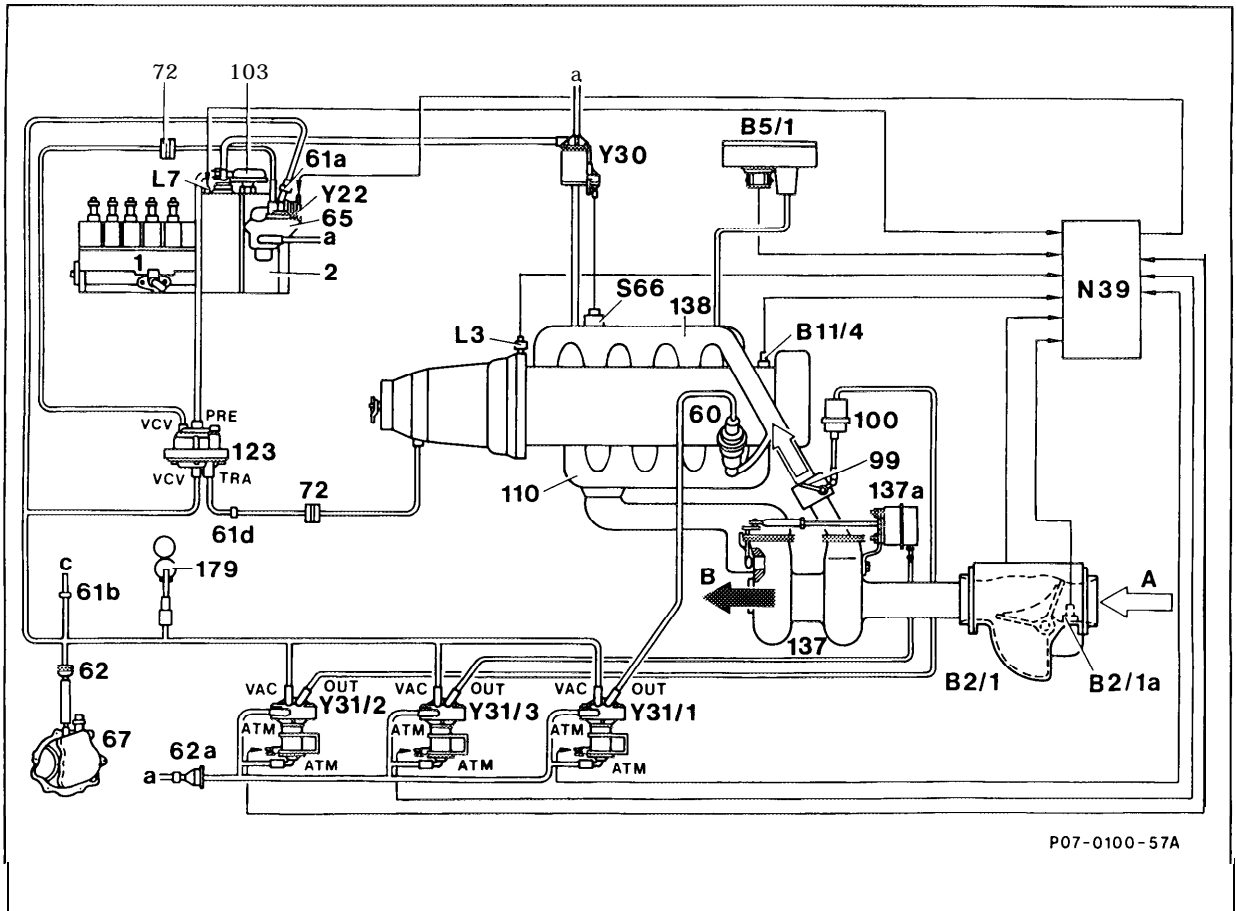 72
103
a
B5/1
61a
Y30
L7
Y22
65
a
2
1
N39
S66
138
L3
B11/4
VCV
PRE
60
100
123
99
VCV
TRA
72
110
137a
61d
C
179
B
A
61b
137
62
B2/1
B2/1a
VAC
OUT
VAC
OUT
VAC
OUT
Y31/2
Y31/3
Y31/1
67
ATM
ATM
ATM
62a
a
ATM
ATM
ATM
P07-0100-57A